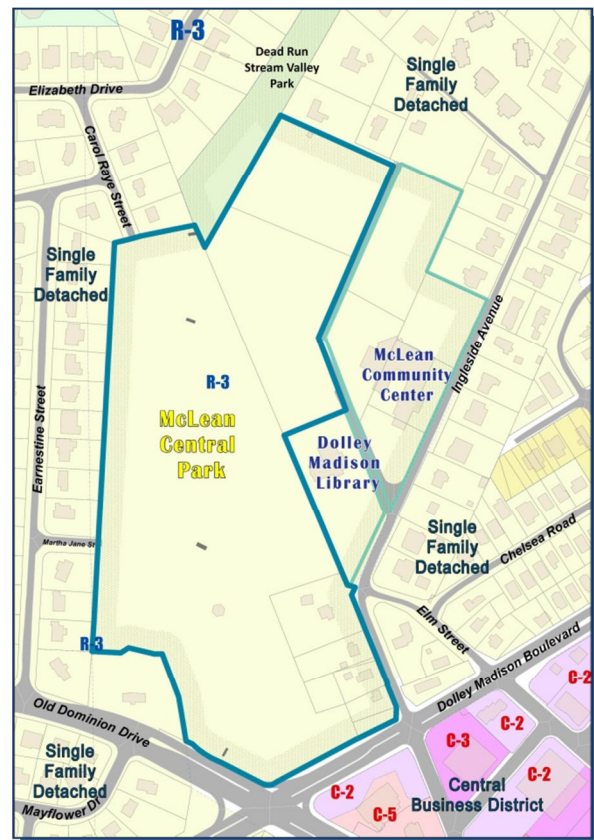 R-3
Dead Run
Stream Valley
Park
Single
Family
Detached
Elizabeth Drive
Carol Raye Street
Single
Family
Detached
Ingleside Avenue
McLean
Community
Center
R-3
McLean
Central
Park
Dolley
Madison
Library
Earnestine Street
Single
Family
Detached
Chelsea Road
Martha Jane St
Elm Street
R-3
Dolley Madison Boulevard
C-2
Old Dominion Drive
C-2
C-3
Single
Family
Detached
C-2
Central
Business District
C-2
C-5
Mayflower Dr